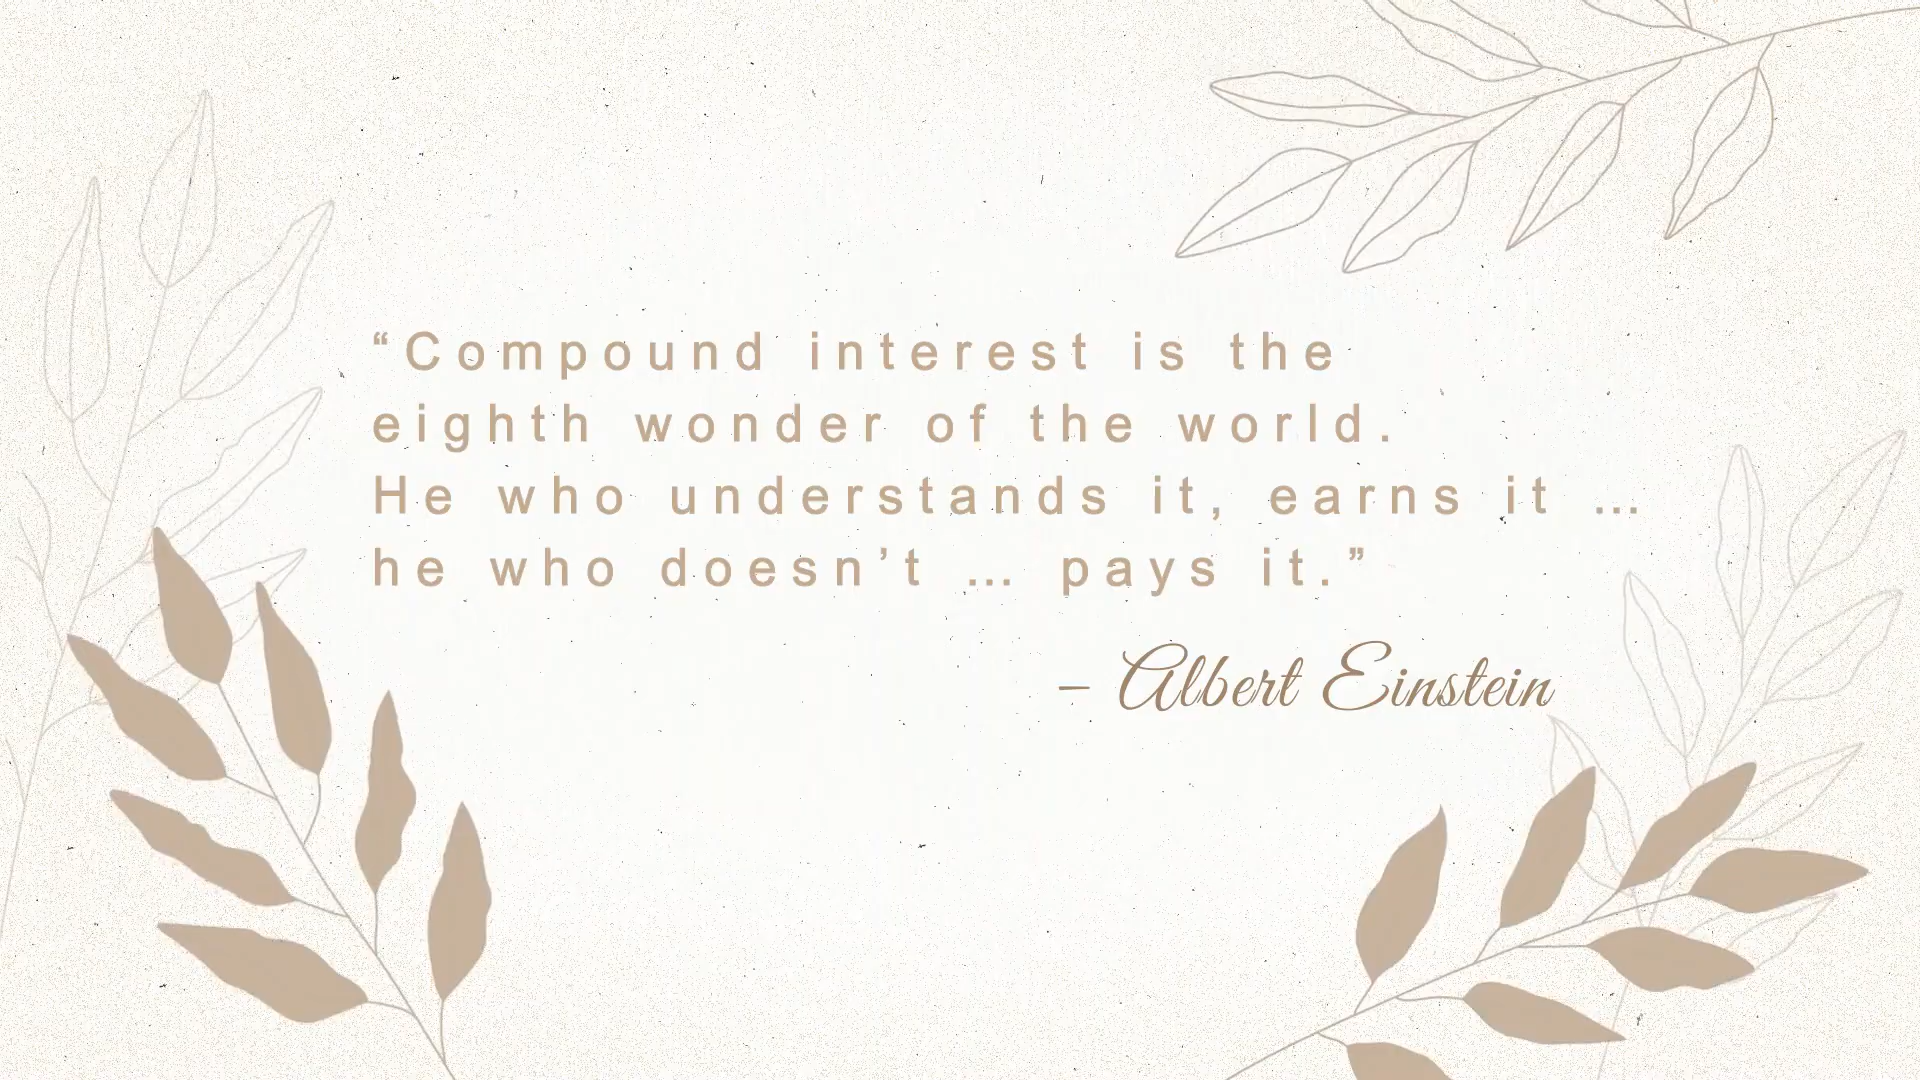 “Compound interest is the
eighth wonder of the world.
He who understands it, earns it ...
he who doesn’t ... pays it.”
– Albert Einstein